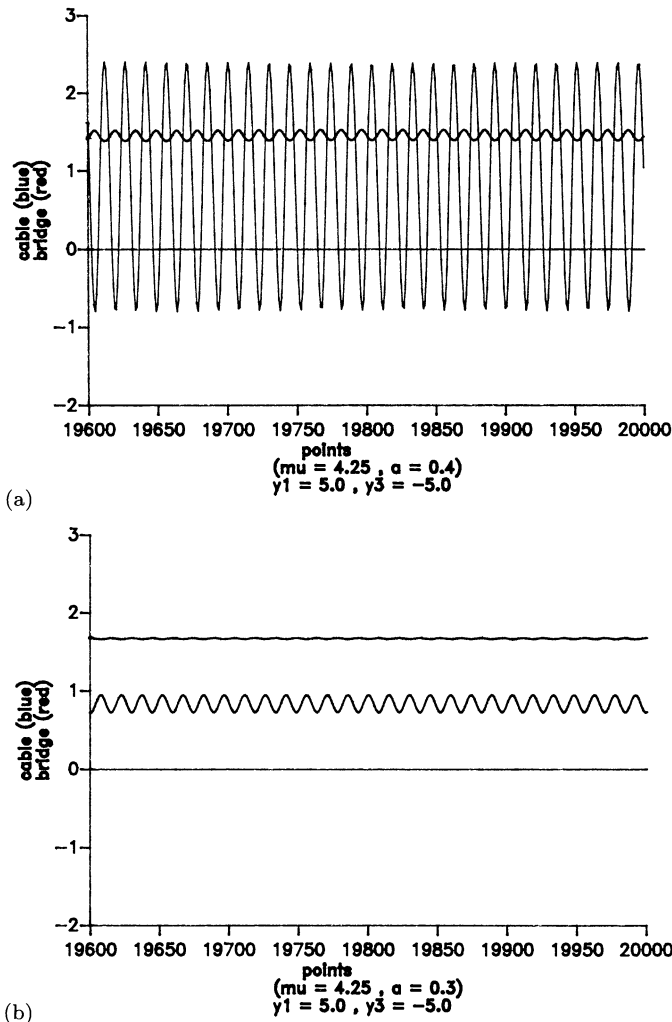 3
2
1
0
−1
−2
cable (blue)
bridge (red)
19600 19650 19700 19750 19800 19850 19900 19950 20000
points
(mu = 4.25 , a = 0.4)
y1 = 5.0 , y3 = −5.0
(a)
3
2
1
0
−1
−2
cable (blue)
bridge (red)
19600 19650 19700 19750 19800 19850 19900 19950 20000
points
(mu = 4.25 , a = 0.3)
y1 = 5.0 , y3 = −5.0
(b)